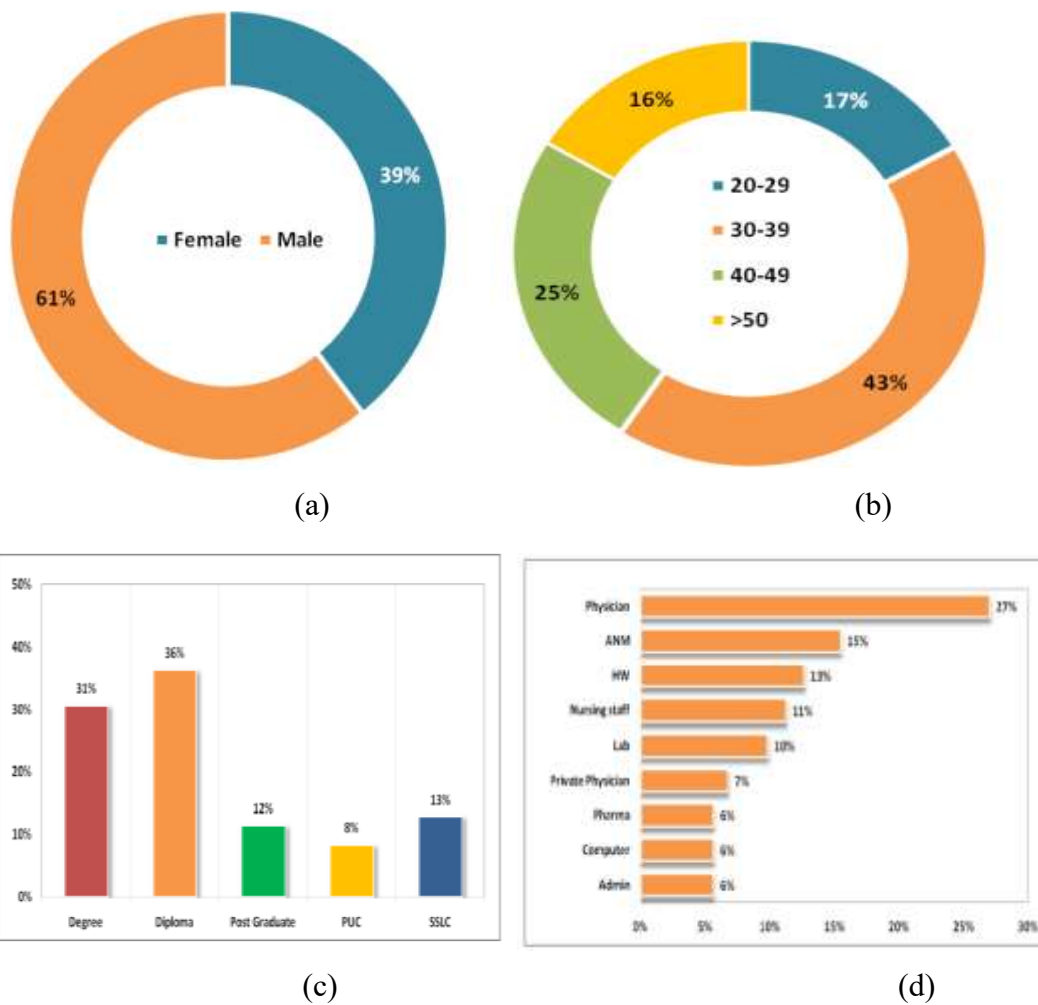 39%
Female Male
61%
(a)
16%
17%
20-29
30-39
40-49
>50
25%
43%
(b)
50%
40%
30%
20%
10%
0%
31%
36%
12%
8%
13%
Degree
Diploma
Post Graduate
PUC
SSLC
(c)
Physician 27%
ANM 15%
HW 13%
Nursing staff 11%
Lab 10%
Private Physician 7%
Pharma 6%
Computer 6%
Admin 6%
0% 5% 10% 15% 20% 25% 30%
(d)